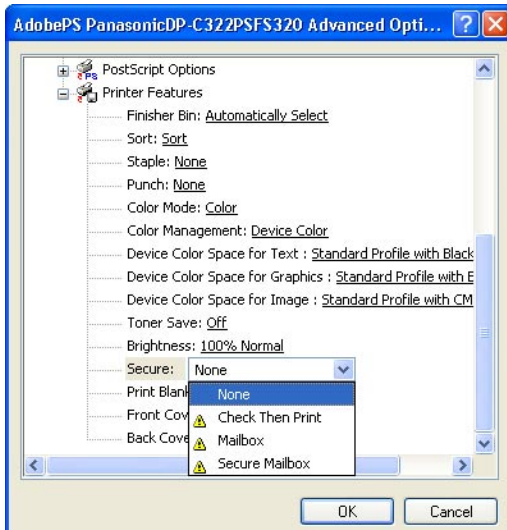 AdobePS PanasonicDP-C322PSFS320 Advanced Opti...
PS
PostScript Options
Printer Features
Finisher Bin: Automatically Select
Sort: Sort
Staple: None
Punch: None
Color Mode: Color
Color Management: Device Color
Device Color Space for Text : Standard Profile with Black
Device Color Space for Graphics : Standard Profile with
Device Color Space for Image : Standard Profile with CM
Toner Save: Off
Brightness: 100% Normal
Secure: None
Print Blank
None
Front Cov
Check Then Print
Mailbox
Back Cove
Secure Mailbox
OK Cancel